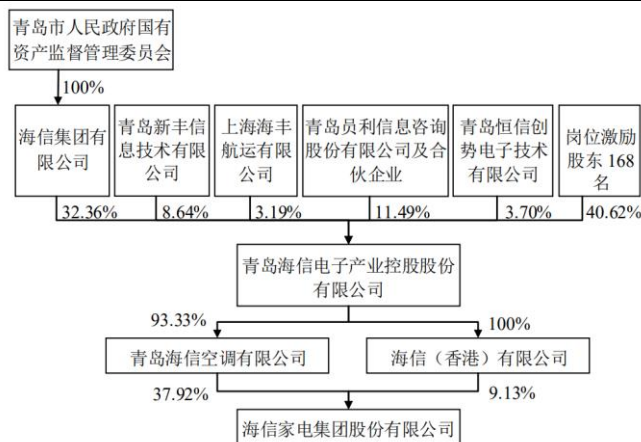 青岛市人民政府国有
资产监督管理委员会
100%
海信集团有
限公司
青岛新丰信
息技术有限
公司
上海海丰
航运有限
公司
青岛员利信息咨询
股份有限公司及合
伙企业
青岛恒信创
势电子技术
有限公司
岗位激励
股东 168
名
32.36%
8.64%
3.19%
11.49%
3.70%
40.62%
青岛海信电子产业控股股份
有限公司
93.33%
100%
青岛海信空调有限公司
海信（香港）有限公司
37.92%
9.13%
海信家电集团股份有限公司